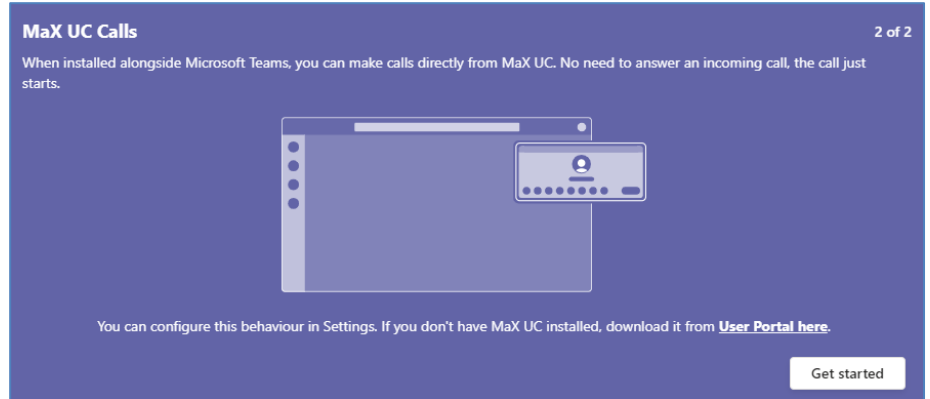 MaX UC Calls
2 of 2
When installed alongside Microsoft Teams, you can make calls directly from MaX UC. No need to answer an incoming call, the call just
starts.
You can configure this behaviour in Settings. If you don't have MaX UC installed, download it from User Portal here.
Get started